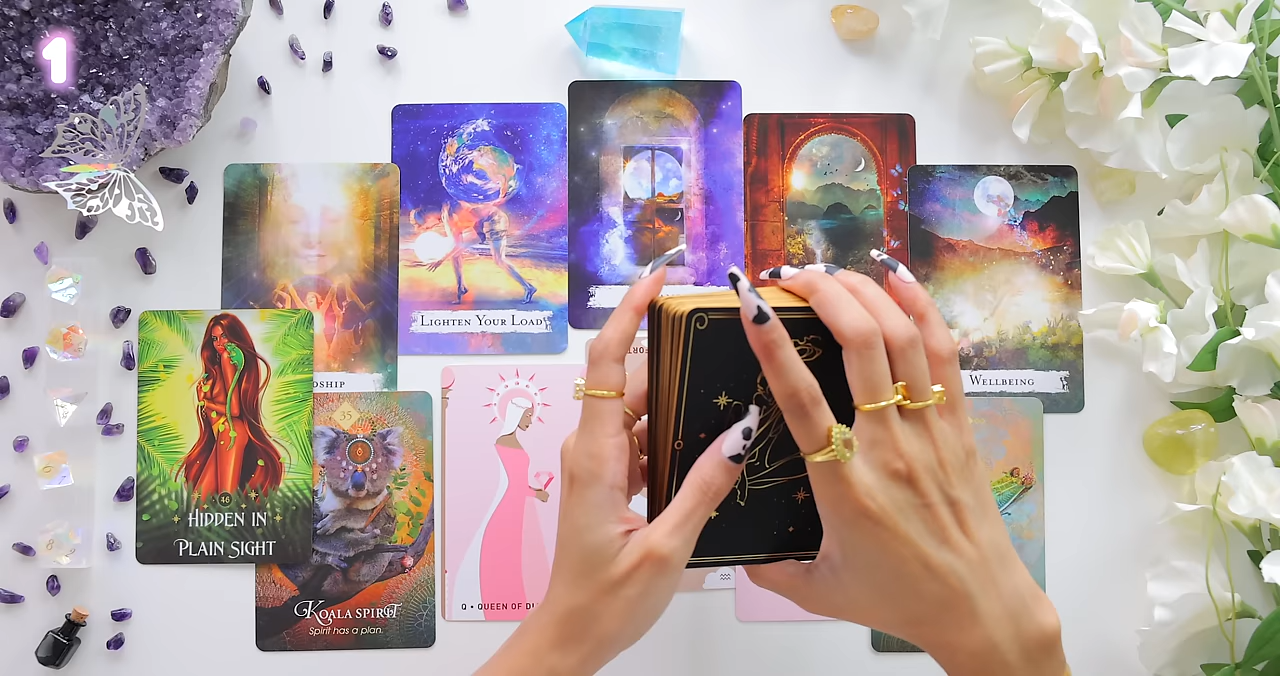 1
LIGHTEN YOUR LOAD
WELLBEING
46
HIDDEN IN
PLAIN SIGHT
35
KOALA SPIRIT
Spirit has a plan.
Q • QUEEN OF